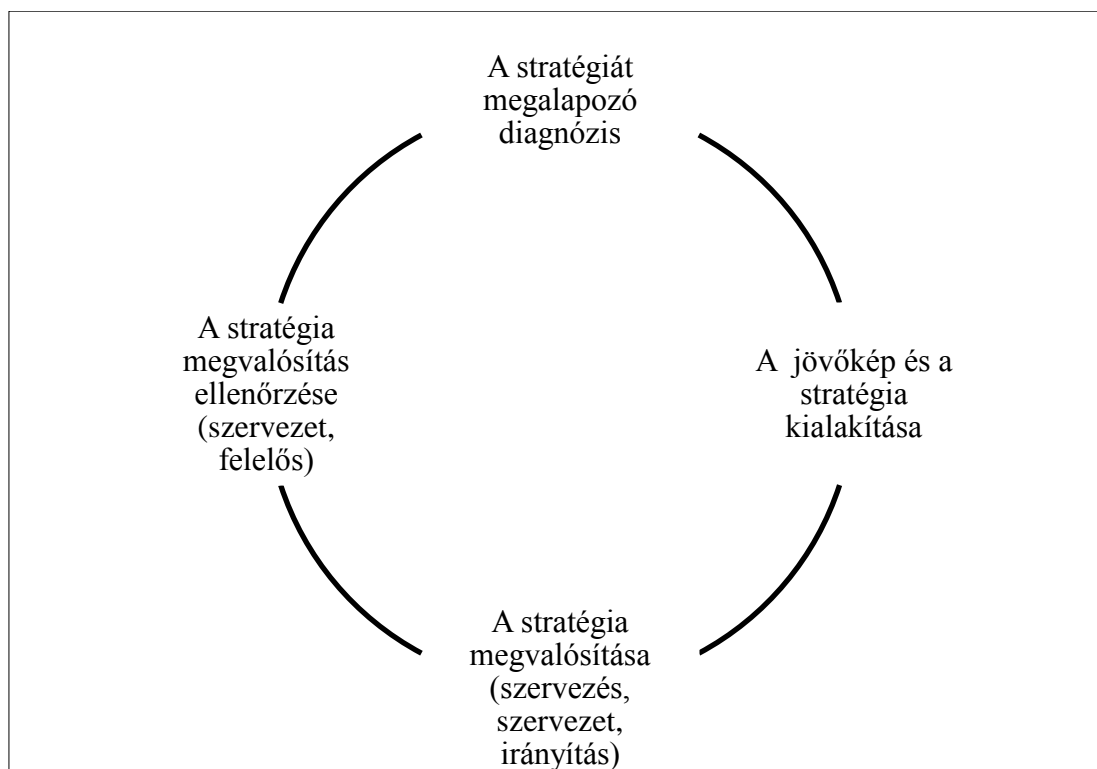 A stratégiát
megalapozó
diagnózis
A jövőkép és a
stratégia
kialakítása
A stratégia
megvalósítása
(szervezés,
szervezet,
irányítás)
A stratégia
megvalósítás
ellenőrzése
(szervezet,
felelős)